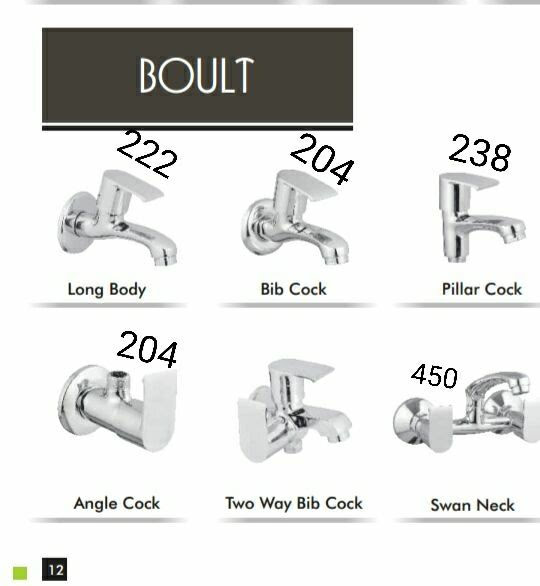 BOULT
222
204
238
Long Body
Bib Cock
Pillar Cock
204
450
Angle Cock
Two Way Bib Cock
Swan Neck
12